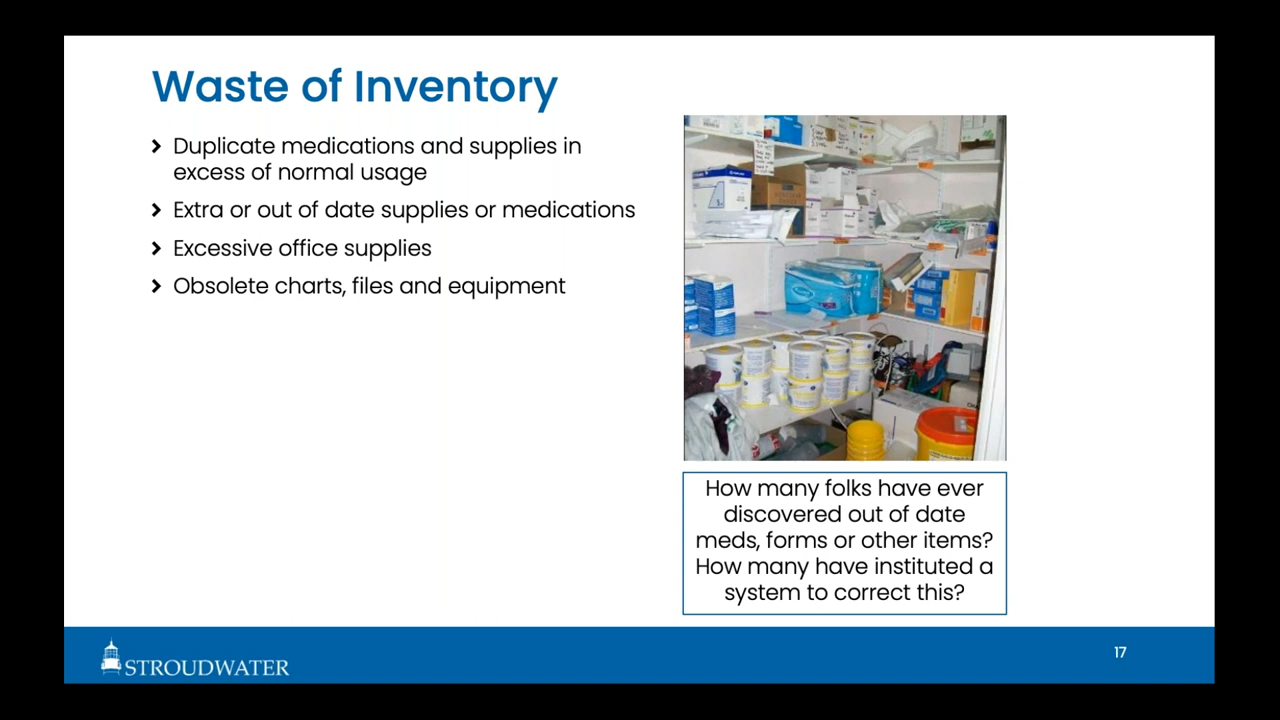 Waste of Inventory
Duplicate medications and supplies in
excess of normal usage
Extra or out of date supplies or medications
Excessive office supplies
Obsolete charts, files and equipment
How many folks have ever
discovered out of date
meds, forms or other items?
How many have instituted a
system to correct this?
STROUDWATER
17